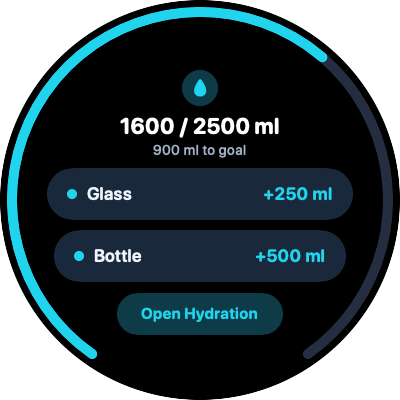 1600 / 2500 ml
900 ml to goal
Glass +250 ml
Bottle +500 ml
Open Hydration